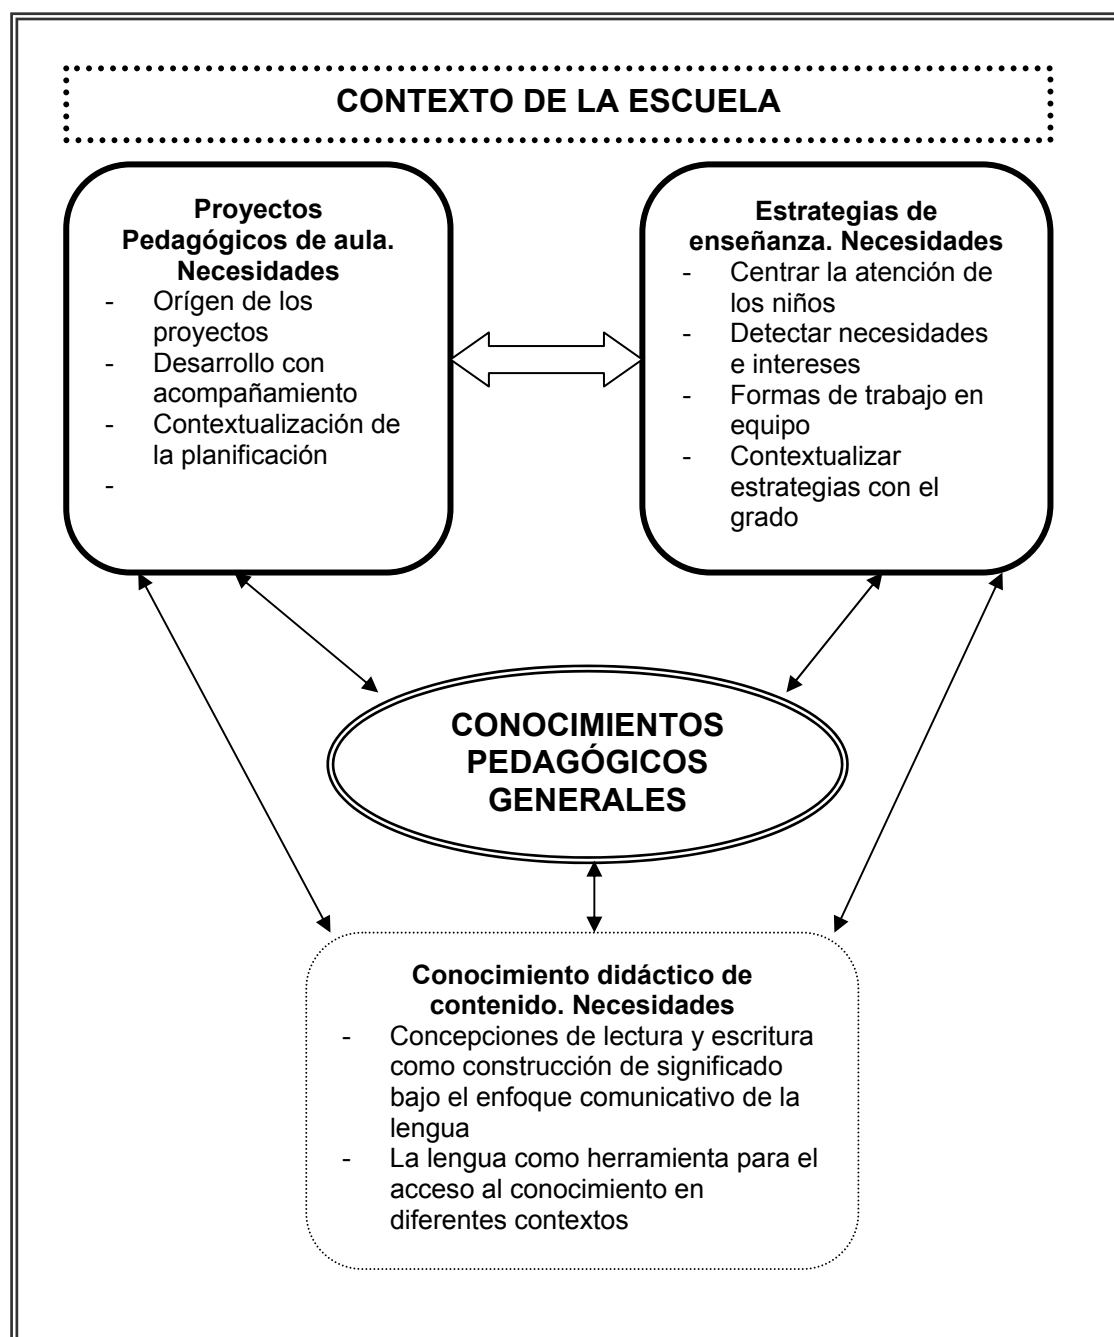 CONTEXTO DE LA ESCUELA
Proyectos
Pedagógicos de aula.
Necesidades
- Orígen de los
proyectos
- Desarrollo con
acompañamiento
- Contextualización de
la planificación
-
Estrategias de
enseñanza. Necesidades
- Centrar la atención de
los niños
- Detectar necesidades
e intereses
- Formas de trabajo en
equipo
- Contextualizar
estrategias con el
grado
CONOCIMIENTOS
PEDAGÓGICOS
GENERALES
Conocimiento didáctico de
contenido. Necesidades
- Concepciones de lectura y escritura
como construcción de significado
bajo el enfoque comunicativo de la
lengua
- La lengua como herramienta para el
acceso al conocimiento en
diferentes contextos